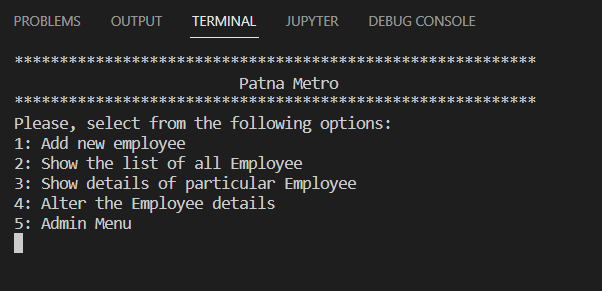 PROBLEMS OUTPUT TERMINAL JUPYTER DEBUG CONSOLE
**********************************************************
Patna Metro
**********************************************************
Please, select from the following options:
1: Add new employee
2: Show the list of all Employee
3: Show details of particular Employee
4: Alter the Employee details
5: Admin Menu